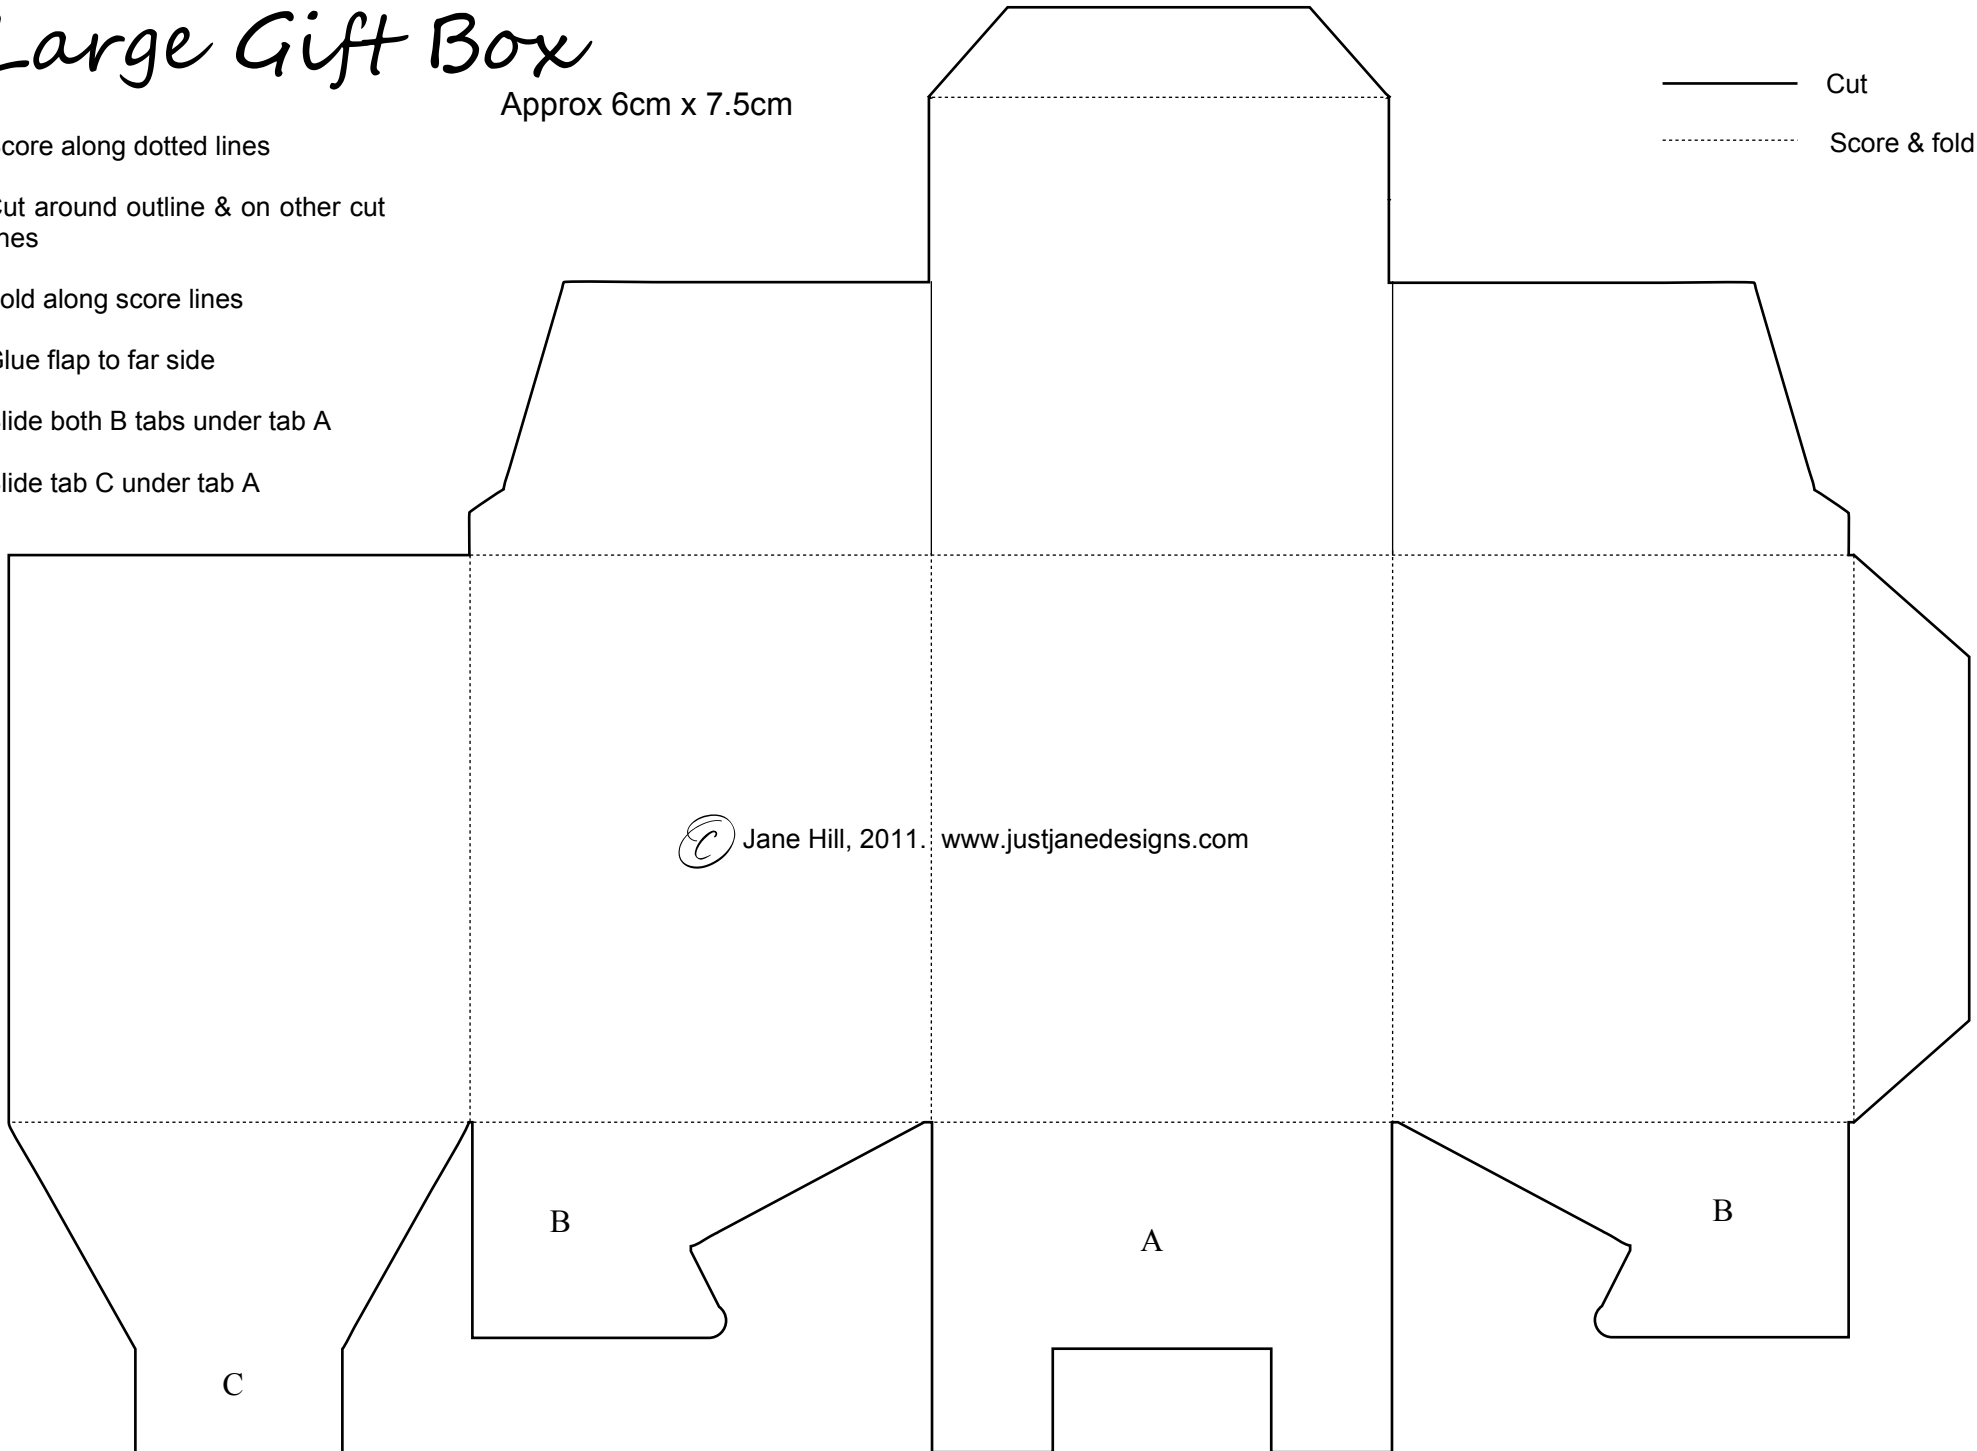 Large Gift Box
Approx 6cm x 7.5cm
core along dotted lines
ut around outline & on other cut
nes
old along score lines
lue flap to far side
lide both B tabs under tab A
lide tab C under tab A
Cut
Score & fold
C Jane Hill, 2011. www.justjanedesigns.com
B
A
B
C